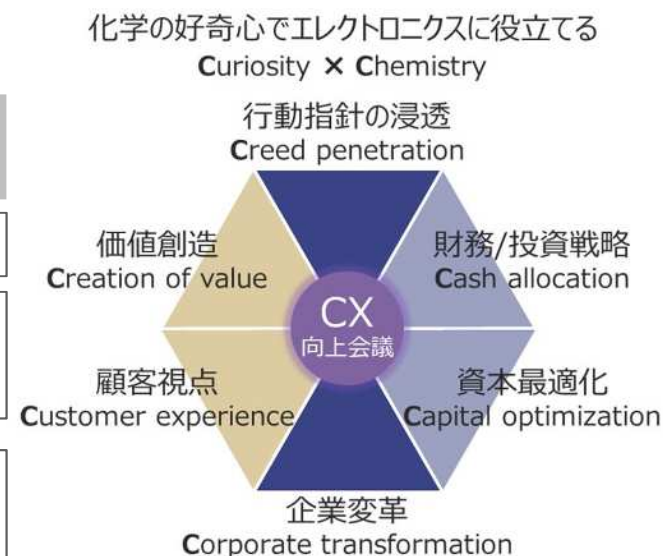 化学の好奇心でエレクトロニクスに役立てる
Curiosity × Chemistry
行動指針の浸透
Creed penetration
価値創造
Creation of value
財務/投資戦略
Cash allocation
CX
向上会議
顧客視点
Customer experience
資本最適化
Capital optimization
企業変革
Corporate transformation